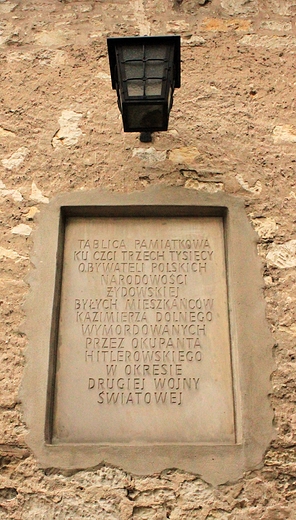 TABLICA PAMIĄTKOWA
KU CZCI TRZECH TYSIĘCY
OBYWATELI POLSKICH
NARODOWOŚCI
ŻYDOWSKIEJ
BYŁYCH MIESZKAŃCÓW
KAZIMIERZA DOLNEGO
WYMORDOWANYCH
PRZEZ OKUPANTA
HITLEROWSKIEGO
W OKRESIE
DRUGIEJ WOJNY
ŚWIATOWEJ